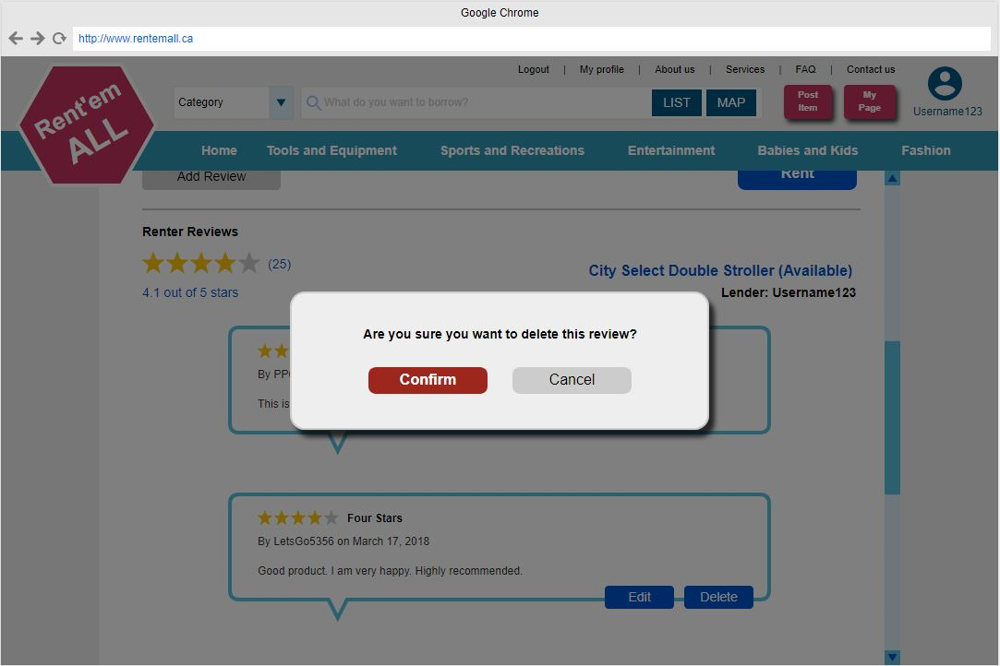 Google Chrome
http://www.rentemall.ca
Logout | My profile | About us | Services | FAQ | Contact us
Rent'em
ALL
Category
What do you want to borrow?
LIST
MAP
Post
Item
My
Page
Username123
Home
Tools and Equipment
Sports and Recreations
Entertainment
Babies and Kids
Fashion
Add Review
Rent
Renter Reviews
(25)
4.1 out of 5 stars
City Select Double Stroller (Available)
Lender: Username123
Are you sure you want to delete this review?
Confirm
Cancel
By
This is
Four Stars
By LetsGo5356 on March 17, 2018
Good product. I am very happy. Highly recommended.
Edit
Delete